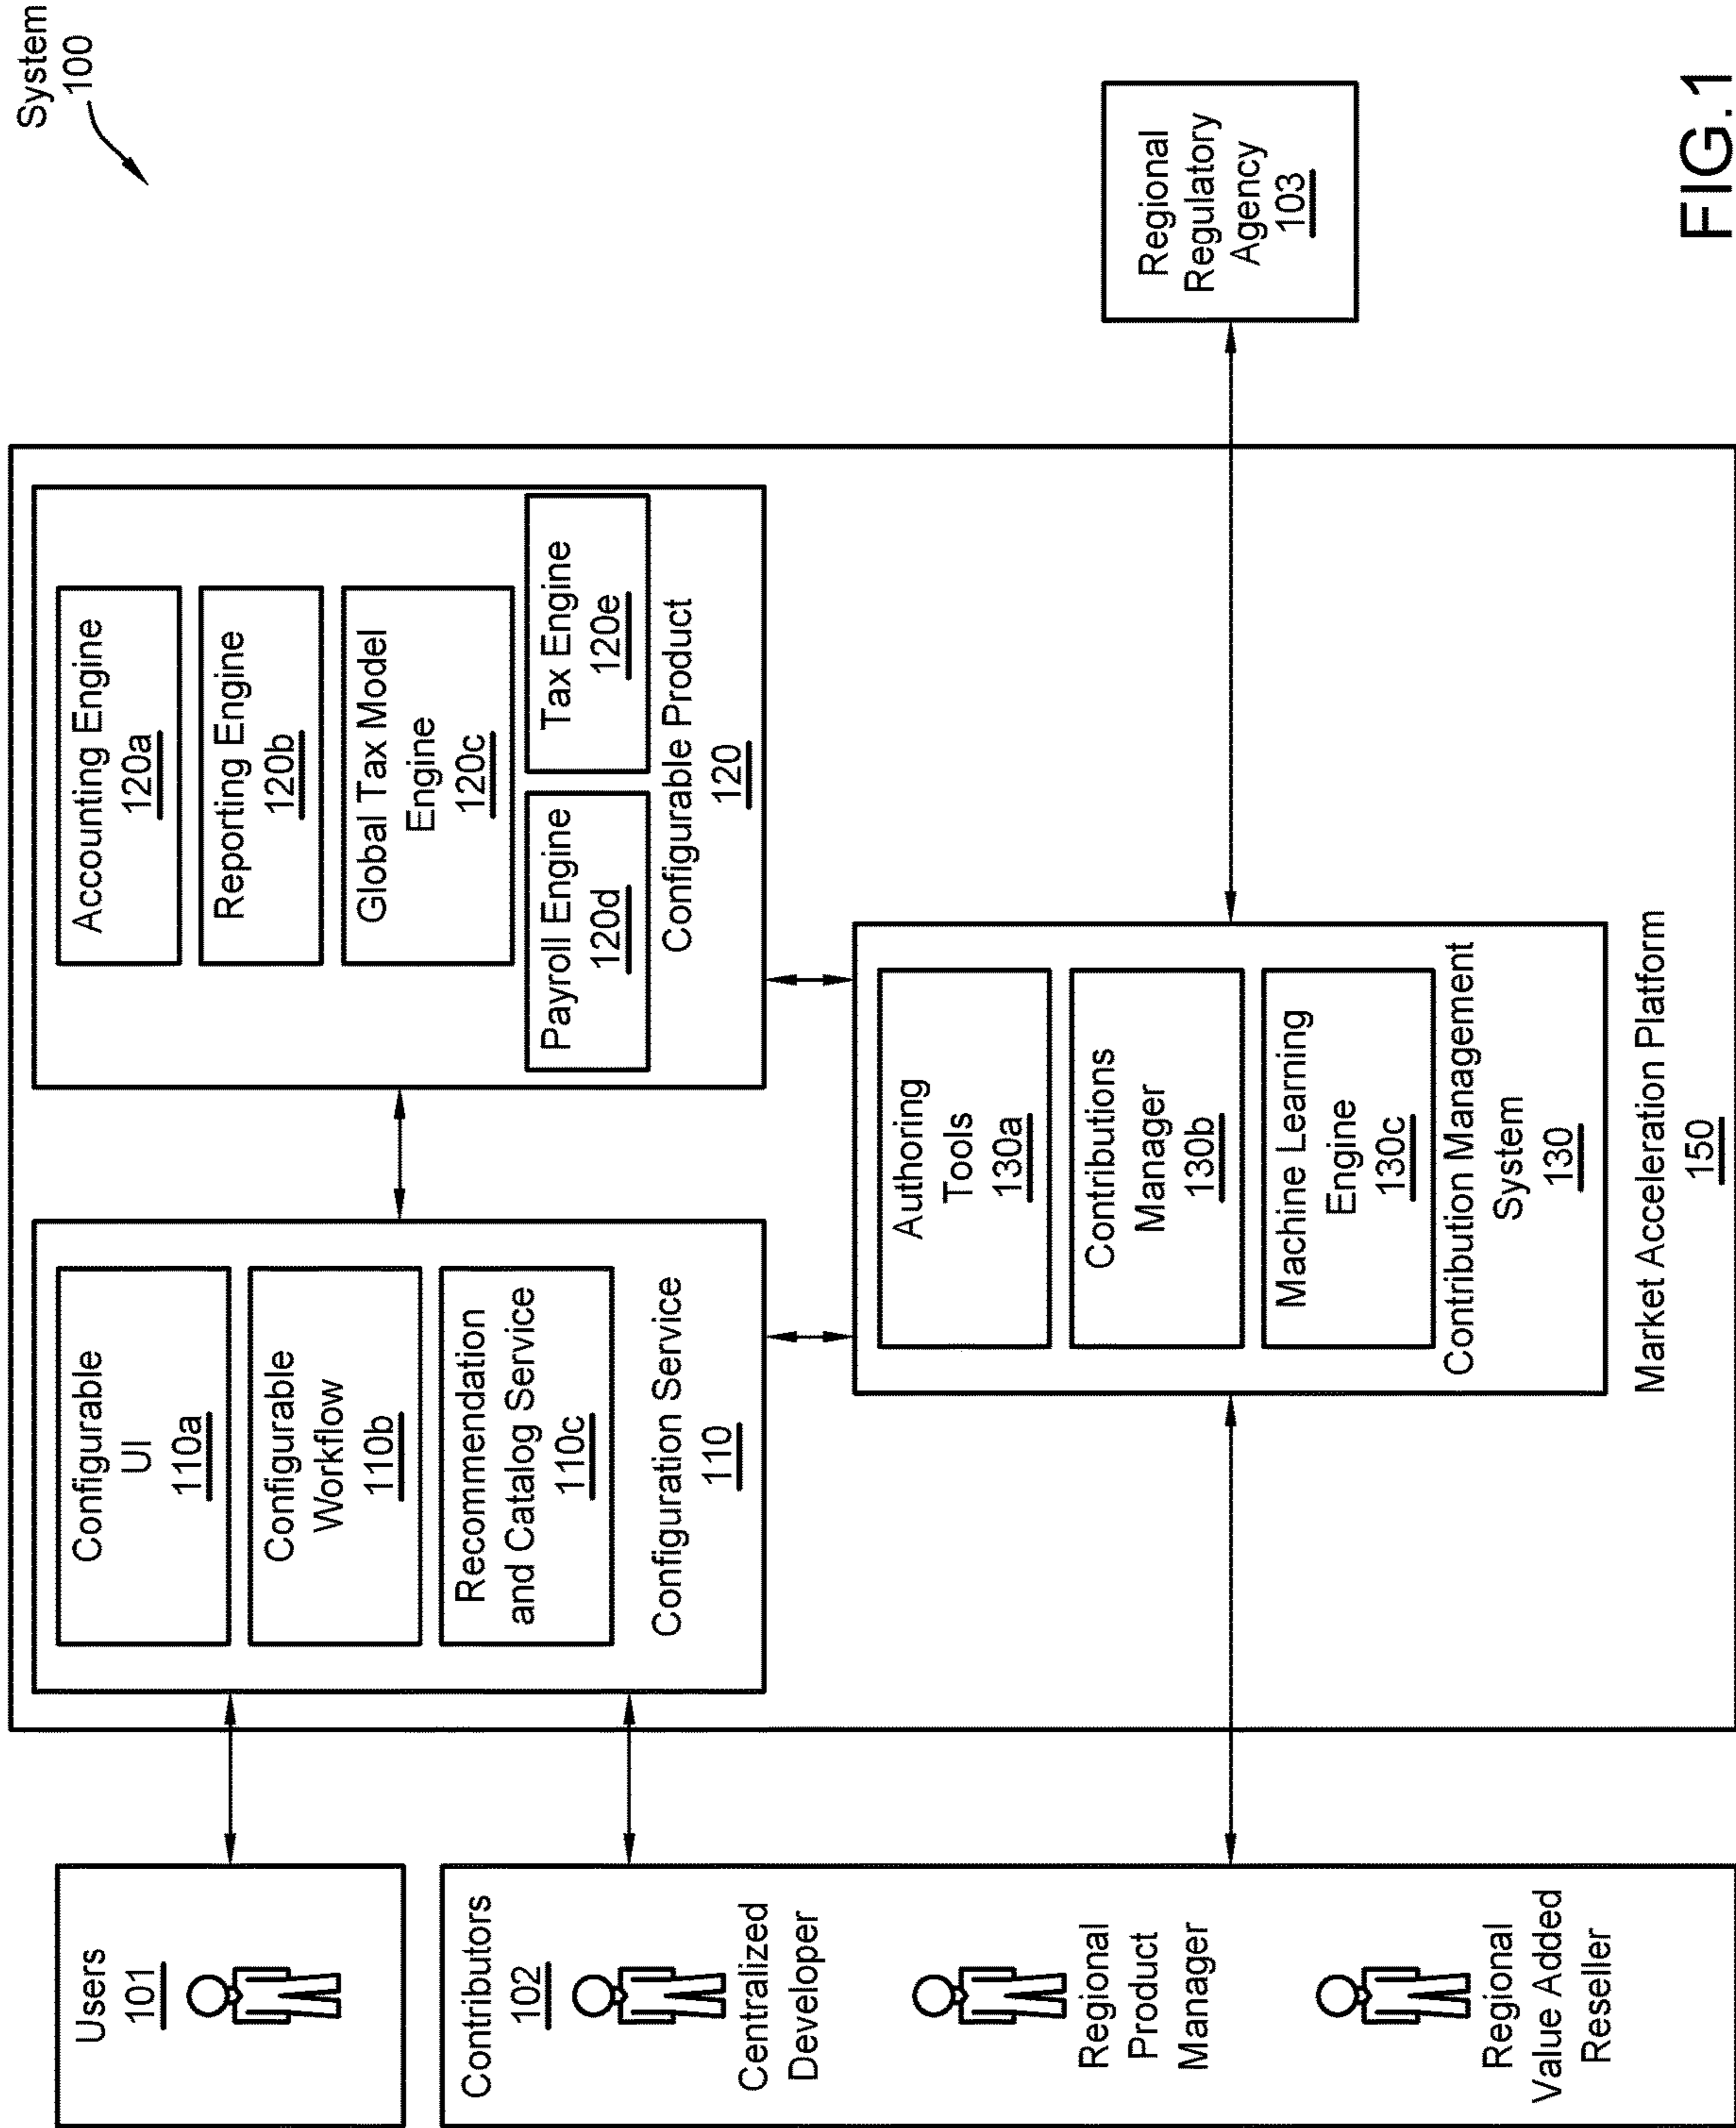 System
100
Users
101
Contributors
102
Centralized
Developer
Regional
Product
Manager
Regional
Value Added
Reseller
Configurable
UI
110a
Configurable
Workflow
110b
Recommendation
and Catalog Service
110c
Configuration Service
110
Accounting Engine
120a
Reporting Engine
120b
Global Tax Model
Engine
120c
Payroll Engine
120d
Tax Engine
120e
Configurable Product
120
Authoring
Tools
130a
Contributions
Manager
130b
Machine Learning
Engine
130c
Contribution Management
System
130
Market Acceleration Platform
150
Regional
Regulatory
Agency
103
FIG.1